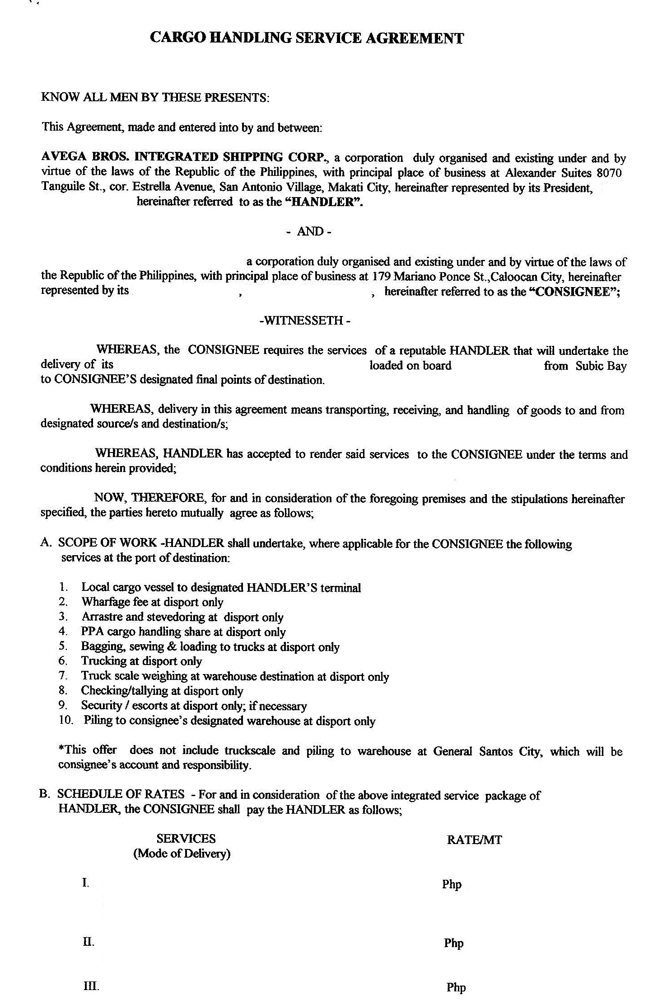 CARGO HANDLING SERVICE AGREEMENT
KNOW ALL MEN BY THESE PRESENTS:
This Agreement, made and entered into by and between:
AVEGA BROS. INTEGRATED SHIPPING CORP., a corporation duly organised and existing under and by
virtue of the laws of the Republic of the Philippines, with principal place of business at Alexander Suites 8070
Tanguile St., cor. Estrella Avenue, San Antonio Village, Makati City, hereinafter represented by its President,
hereinafter referred to as the “HANDLER”.
- AND -
a corporation duly organised and existing under and by virtue of the laws of
the Republic of the Philippines, with principal place of business at 179 Mariano Ponce St.,Caloocan City, hereinafter
represented by its , , hereinafter referred to as the “CONSIGNEE”;
-WITNESSETH -
WHEREAS, the CONSIGNEE requires the services of a reputable HANDLER that will undertake the
delivery of its loaded on board from Subic Bay
to CONSIGNEE’S designated final points of destination.
WHEREAS, delivery in this agreement means transporting, receiving, and handling of goods to and from
designated source/s and destination/s;
WHEREAS, HANDLER has accepted to render said services to the CONSIGNEE under the terms and
conditions herein provided;
NOW, THEREFORE, for and in consideration of the foregoing premises and the stipulations hereinafter
specified, the parties hereto mutually agree as follows;
A. SCOPE OF WORK -HANDLER shall undertake, where applicable for the CONSIGNEE the following
services at the port of destination:
1. Local cargo vessel to designated HANDLER’S terminal
2. Wharfage fee at disport only
3. Arrastre and stevedoring at disport only
4. PPA cargo handling share at disport only
5. Bagging, sewing & loading to trucks at disport only
6. Trucking at disport only
7. Truck scale weighing at warehouse destination at disport only
8. Checking/tallying at disport only
9. Security / escorts at disport only; if necessary
10. Piling to consignee’s designated warehouse at disport only
*This offer does not include truckscale and piling to warehouse at General Santos City, which will be
consignee’s account and responsibility.
B. SCHEDULE OF RATES - For and in consideration of the above integrated service package of
HANDLER, the CONSIGNEE shall pay the HANDLER as follows;
SERVICES RATE/MT
(Mode of Delivery)
I. Php
II. Php
III. Php